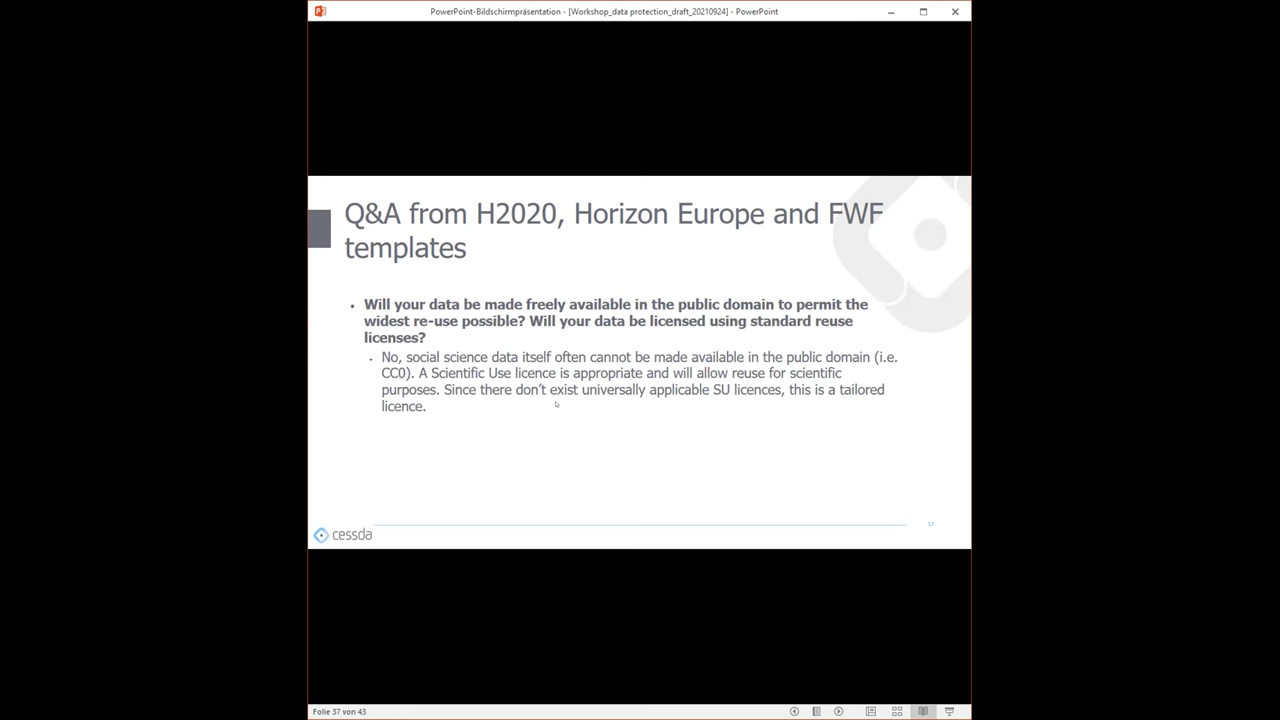 PowerPoint-Bildschirmpräsentation - [Workshop_data protection_draft_20210924] - PowerPoint
Q&A from H2020, Horizon Europe and FWF
templates
• Will your data be made freely available in the public domain to permit the
widest re-use possible? Will your data be licensed using standard reuse
licenses?
• No, social science data itself often cannot be made available in the public domain (i.e.
CC0). A Scientific Use licence is appropriate and will allow reuse for scientific
purposes. Since there don't exist universally applicable SU licences, this is a tailored
licence.
37
cessda
Folie 37 von 43